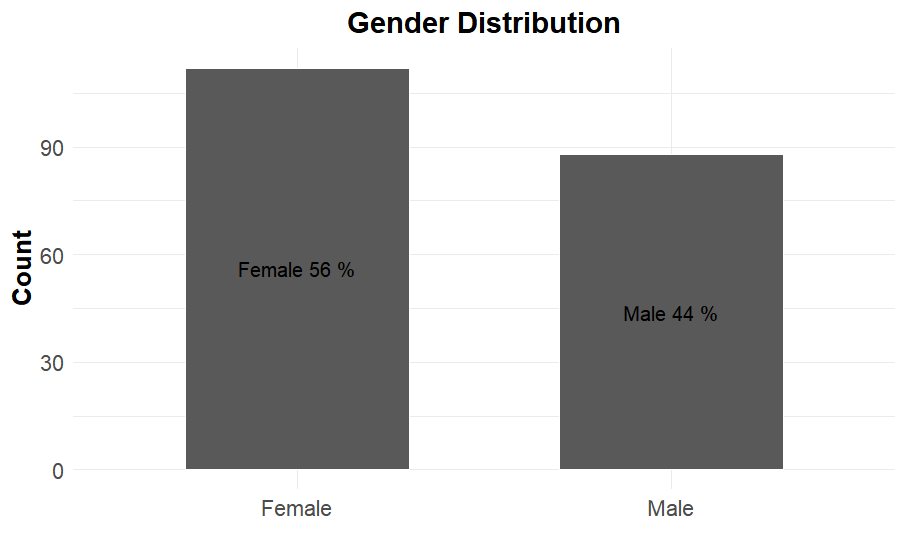 Gender Distribution
Count
90
60
30
0
Female 56 %
Male 44 %
Female
Male